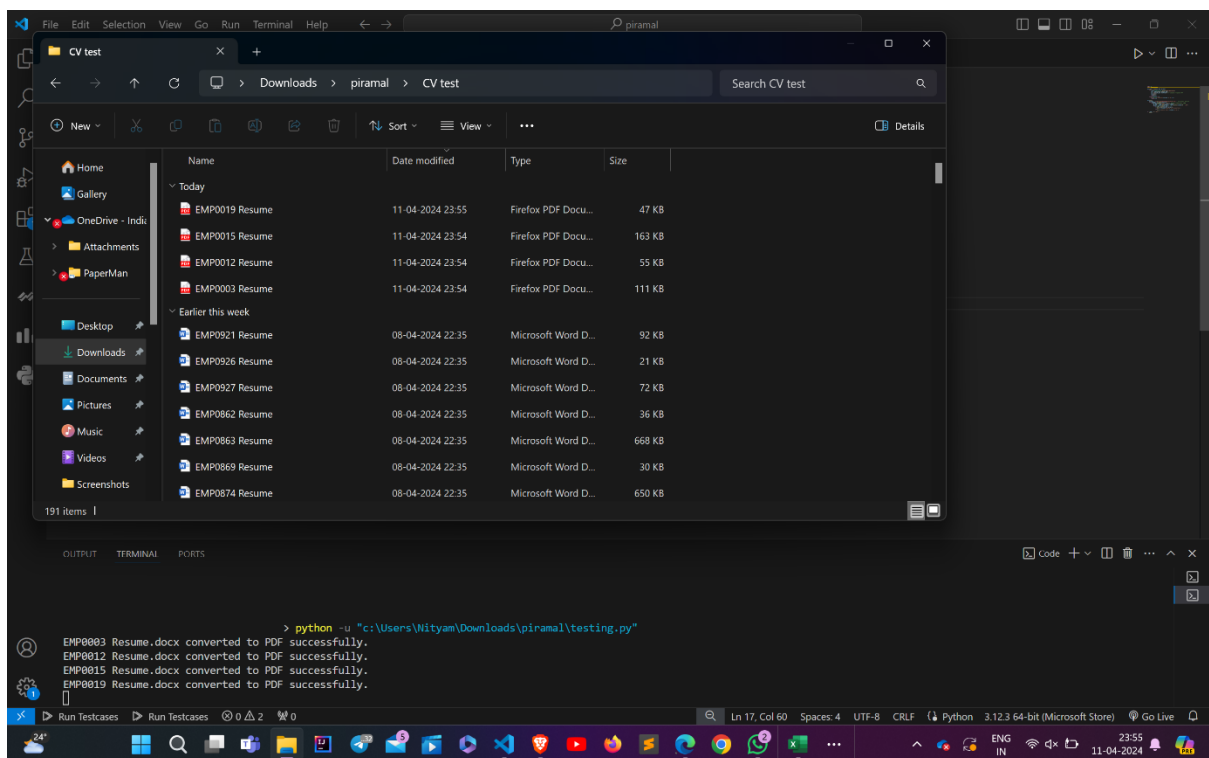 File Edit Selection View Go Run Terminal Help ← → piramal
CV test
Downloads > piramal > CV test Search CV test
New Sort View ... Details
Name Date modified Type Size
Home
Gallery
OneDrive - India
Attachments
PaperMan
Desktop
Downloads
Documents
Pictures
Music
Videos
Screenshots
Today
EMP0019 Resume 11-04-2024 23:55 Firefox PDF Docu... 47 KB
EMP0015 Resume 11-04-2024 23:54 Firefox PDF Docu... 163 KB
EMP0012 Resume 11-04-2024 23:54 Firefox PDF Docu... 55 KB
EMP0003 Resume 11-04-2024 23:54 Firefox PDF Docu... 111 KB
Earlier this week
EMP0921 Resume 08-04-2024 22:35 Microsoft Word D... 92 KB
EMP0926 Resume 08-04-2024 22:35 Microsoft Word D... 21 KB
EMP0927 Resume 08-04-2024 22:35 Microsoft Word D... 72 KB
EMP0862 Resume 08-04-2024 22:35 Microsoft Word D... 36 KB
EMP0863 Resume 08-04-2024 22:35 Microsoft Word D... 668 KB
EMP0869 Resume 08-04-2024 22:35 Microsoft Word D... 30 KB
EMP0874 Resume 08-04-2024 22:35 Microsoft Word D... 650 KB
191 items
OUTPUT TERMINAL PORTS Code
> python -u "c:\Users\Nityam\Downloads\piramal\testing.py"
EMP0003 Resume.docx converted to PDF successfully.
EMP0012 Resume.docx converted to PDF successfully.
EMP0015 Resume.docx converted to PDF successfully.
EMP0019 Resume.docx converted to PDF successfully.
Run Testcases Run Testcases 0 2 0 Ln 17, Col 60 Spaces: 4 UTF-8 CRLF Python 3.12.3 64-bit (Microsoft Store) Go Live
24° ENG IN 23:55 11-04-2024